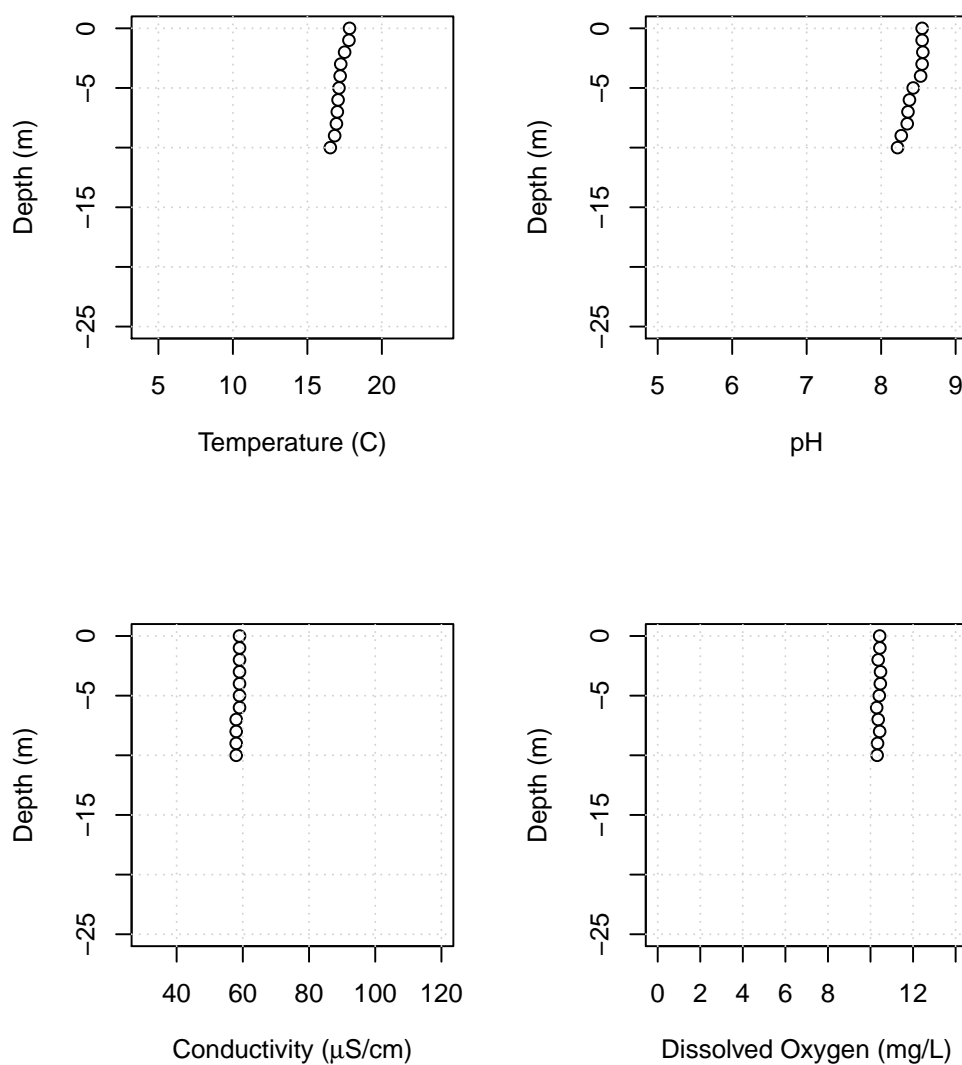 0
−5
−15
−25
Depth (m)
5 10 15 20
Temperature (C)
0
−5
−15
−25
Depth (m)
5 6 7 8 9
pH
0
−5
−15
−25
Depth (m)
40 60 80 100 120
Conductivity (μS/cm)
0
−5
−15
−25
Depth (m)
0 2 4 6 8 12
Dissolved Oxygen (mg/L)